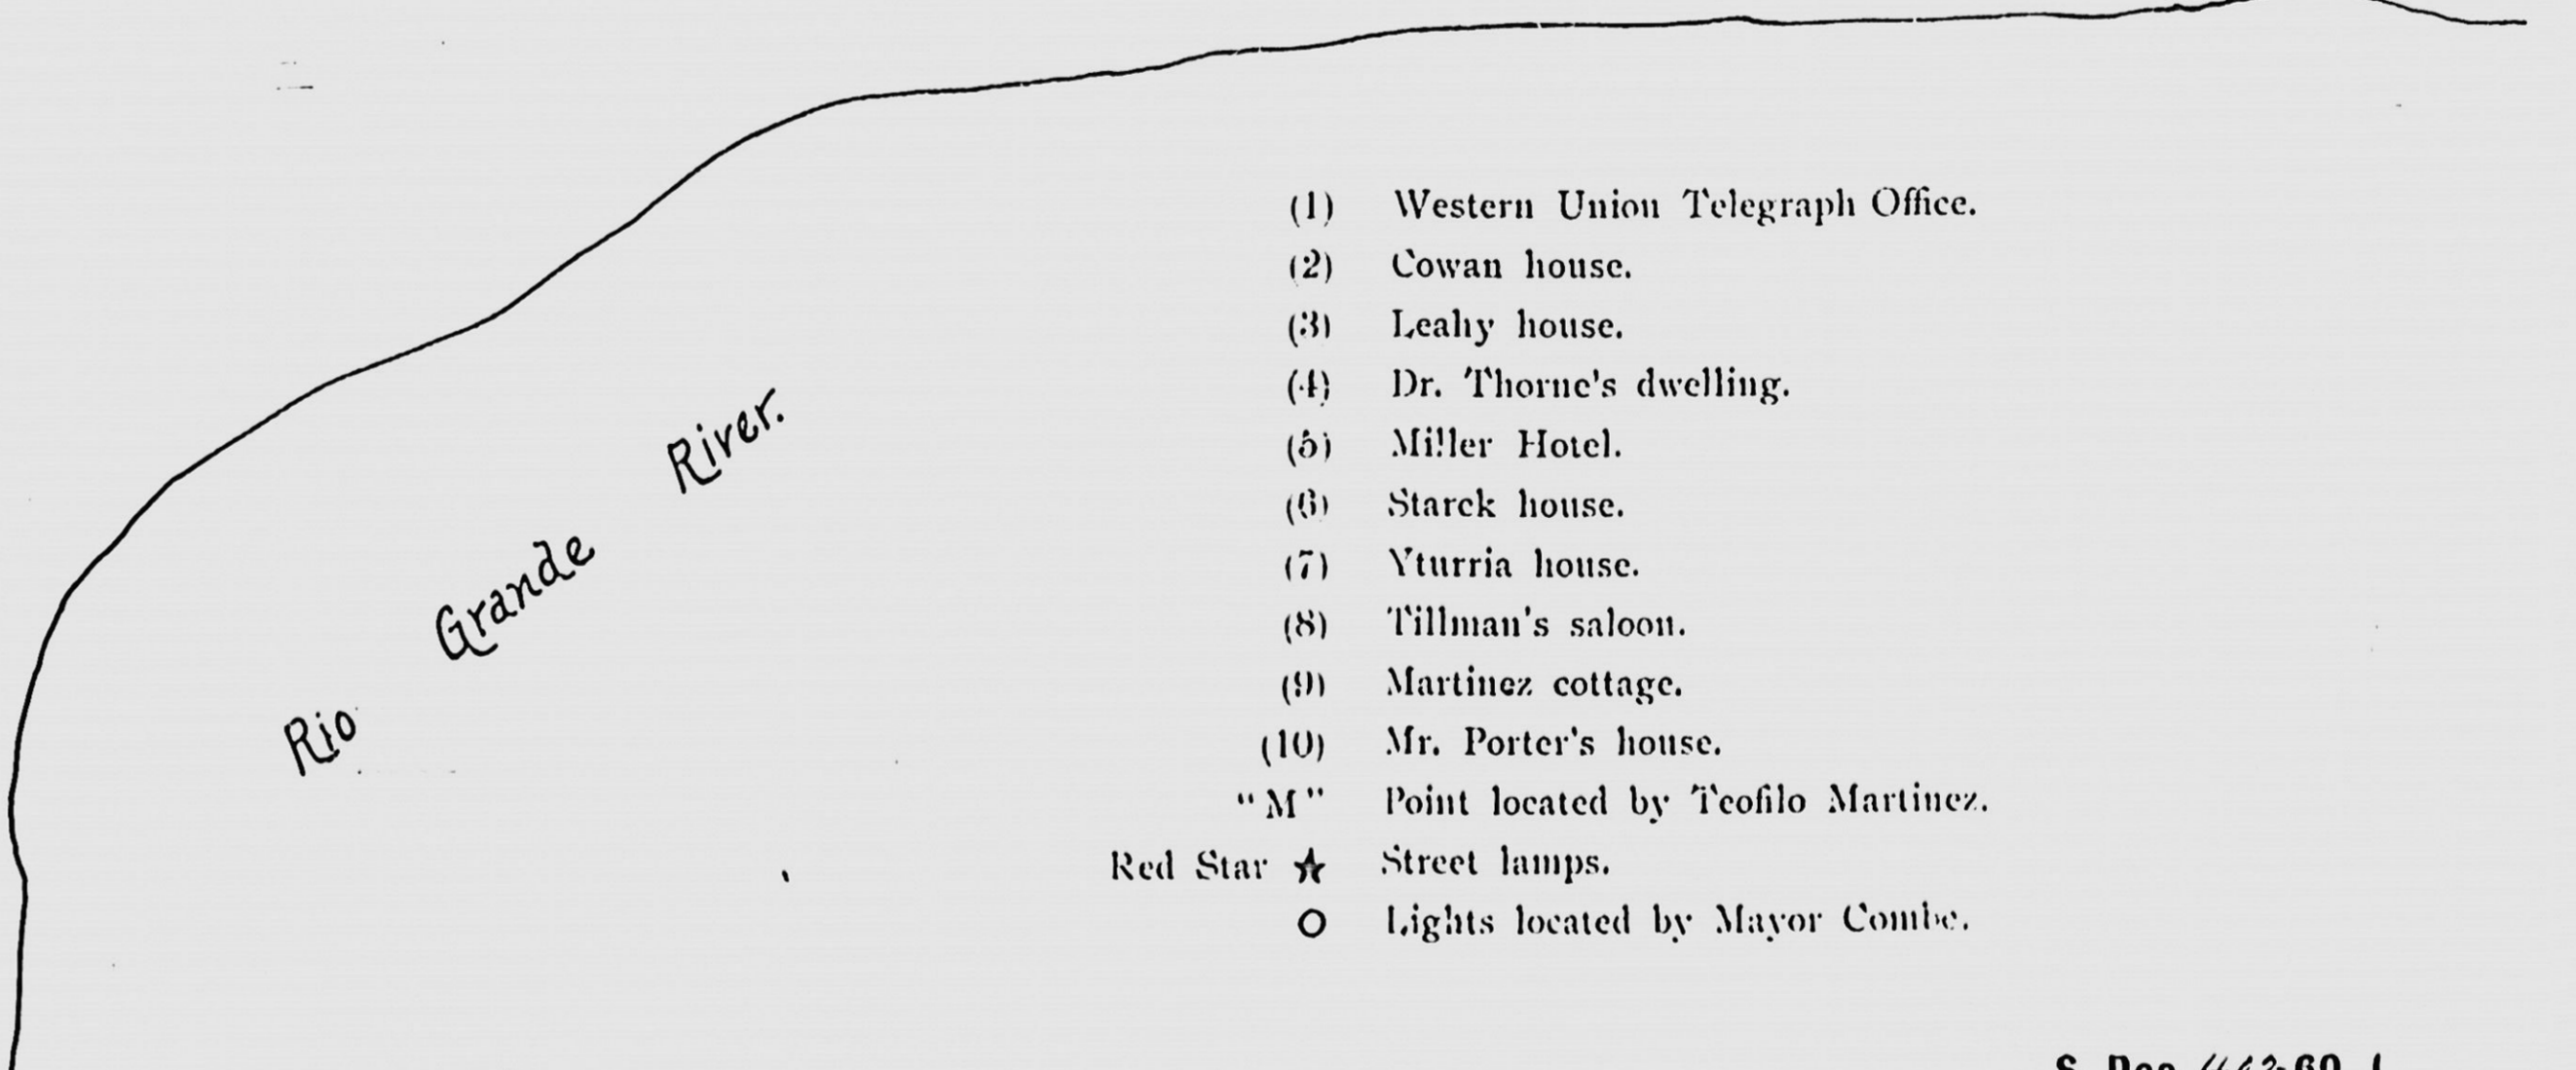 (1) Western Union Telegraph Office.
(2) Cowan house.
(3) Leahy house.
(4) Dr. Thorne's dwelling.
(5) Miller Hotel.
(6) Starck house.
(7) Yturria house.
(8) Tillman's saloon.
(9) Martinez cottage.
(10) Mr. Porter's house.
"M" Point located by Teofilo Martinez.
Red Star ★ Street lamps.
O Lights located by Mayor Combe.
Rio Grande River.